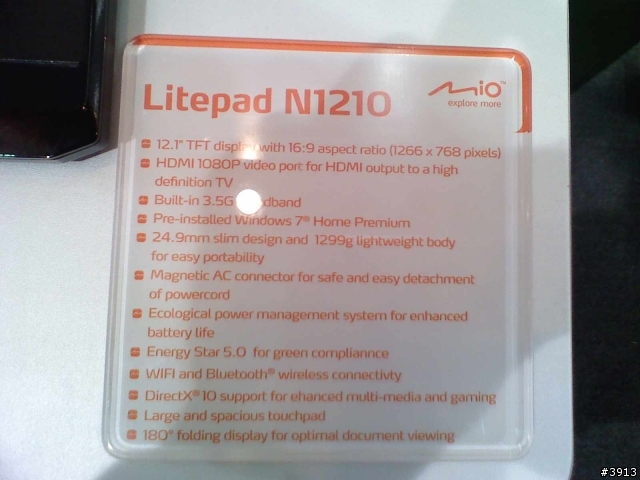 Litepad N1210
mio™
explore more
12.1" TFT display with 16:9 aspect ratio (1266 x 768 pixels)
HDMI 1080P video port for HDMI output to a high
definition TV
Built-in 3.5G
Pre-installed Windows 7® Home Premium
24.9mm slim design and 1299g lightweight body
for easy portability
Magnetic AC connector for safe and easy detachment
of powercord
Ecological power management system for enhanced
battery life
Energy Star 5.0 for green compliannce
WIFI and Bluetooth® wireless connectivty
DirectX® 10 support for ehanced multi-media and gaming
Large and spacious touchpad
180° folding display for optimal document viewing
#3913